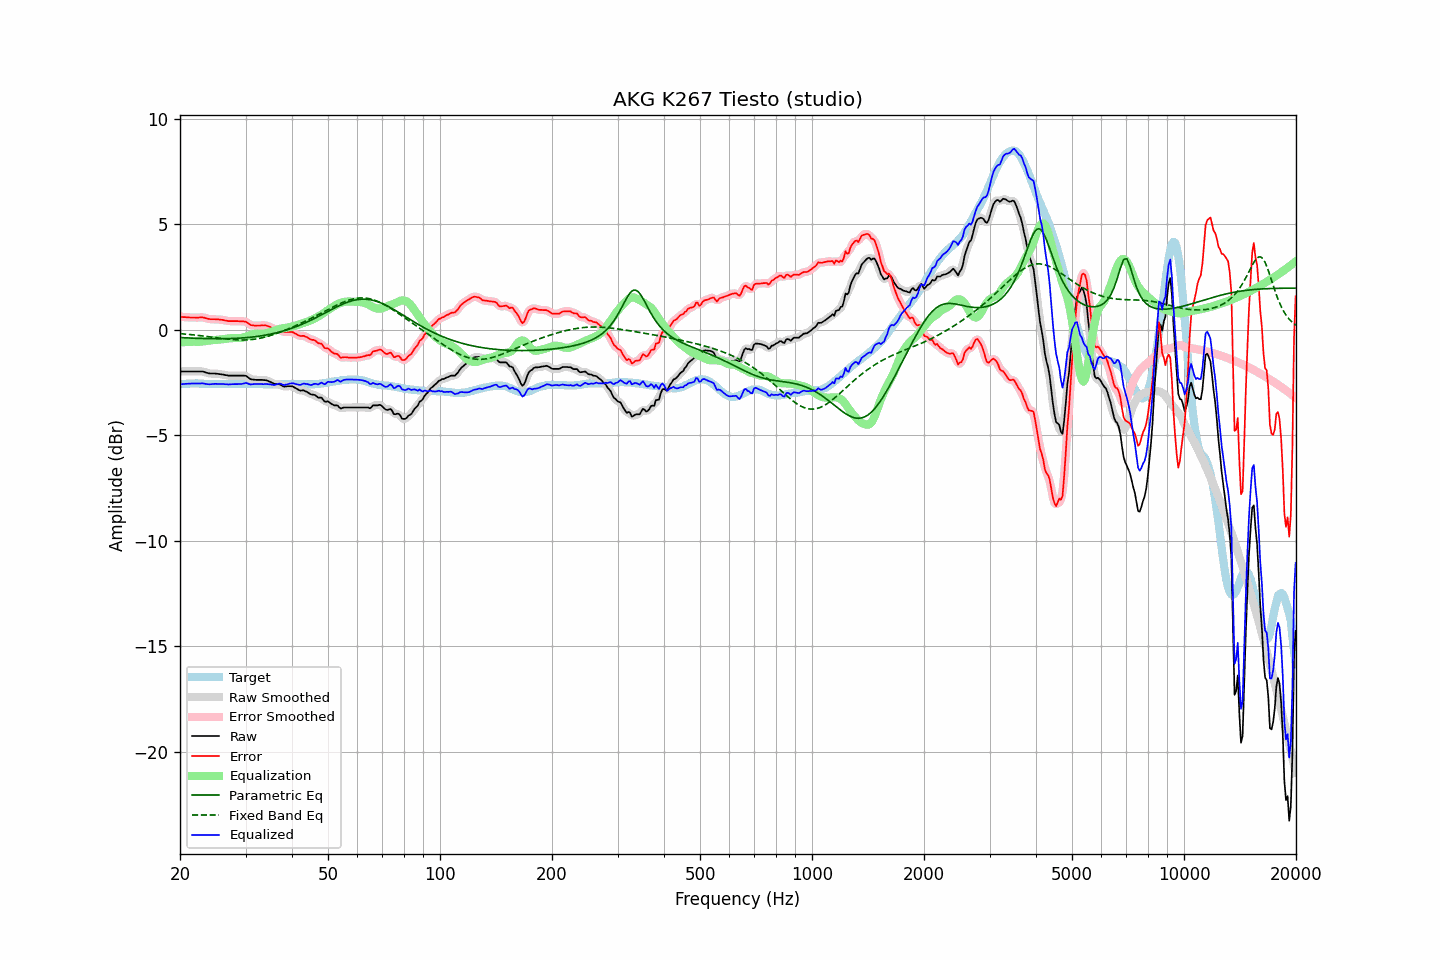 AKG K267 Tiesto (studio)
10
5
0
−5
−10
−15
−20
Amplitude (dBr)
Target
Raw Smoothed
Error Smoothed
Raw
Error
Equalization
Parametric Eq
Fixed Band Eq
Equalized
20 50 100 200 500 1000 2000 5000 10000 20000
Frequency (Hz)